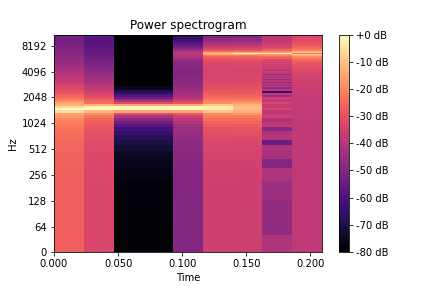 Power spectrogram
8192
4096
2048
1024
512
256
128
64
0
Hz
0.000 0.050 0.100 0.150 0.200
Time
+0 dB
-10 dB
-20 dB
-30 dB
-40 dB
-50 dB
-60 dB
-70 dB
-80 dB